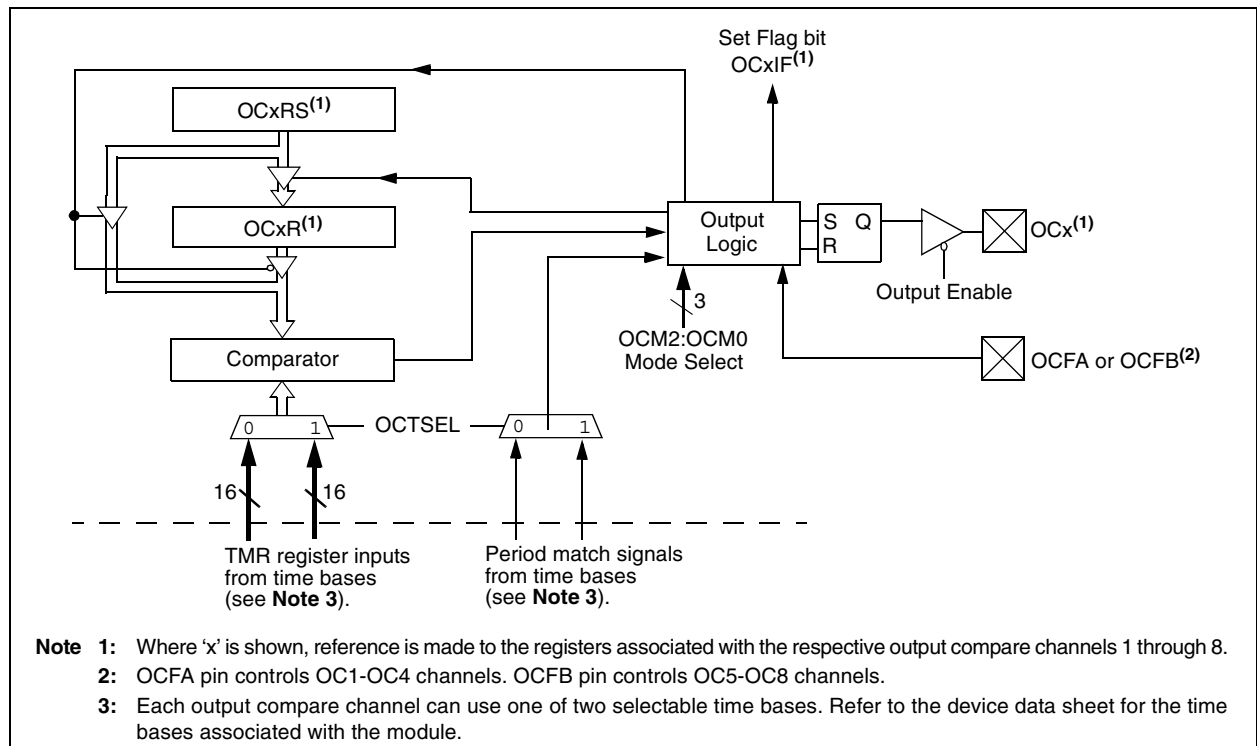 Set Flag bit
OCxIF(1)
OCxRS(1)
OCxR(1)
Output
Logic
S Q
R
OCx(1)
Output Enable
3
OCM2:OCM0
Mode Select
Comparator
OCFA or OCFB(2)
0 1
OCTSEL
0 1
16
16
TMR register inputs
from time bases
(see Note 3).
Period match signals
from time bases
(see Note 3).
Note 1: Where ‘x’ is shown, reference is made to the registers associated with the respective output compare channels 1 through 8.
2: OCFA pin controls OC1-OC4 channels. OCFB pin controls OC5-OC8 channels.
3: Each output compare channel can use one of two selectable time bases. Refer to the device data sheet for the time
bases associated with the module.